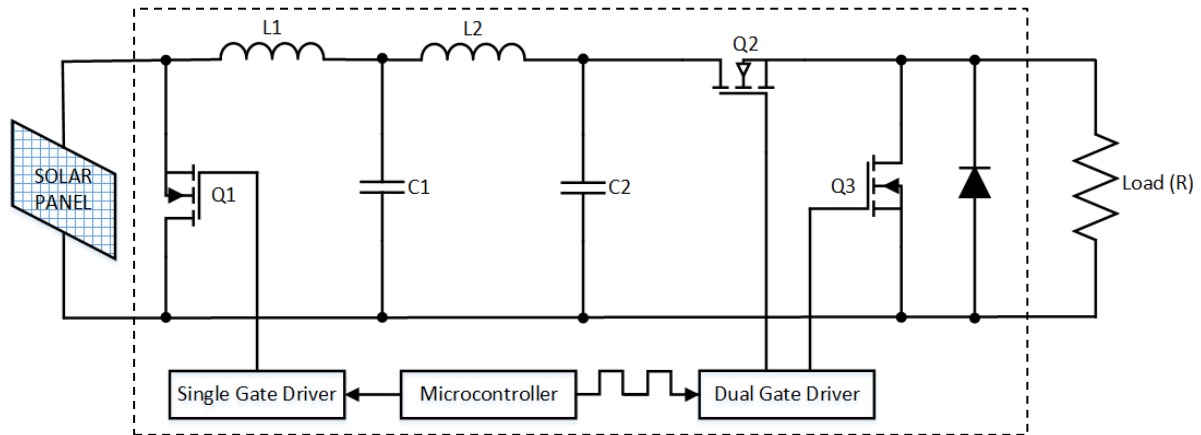 L1
L2
Q2
SOLAR
PANEL
Q1
C1
C2
Q3
Load (R)
Single Gate Driver
Microcontroller
Dual Gate Driver